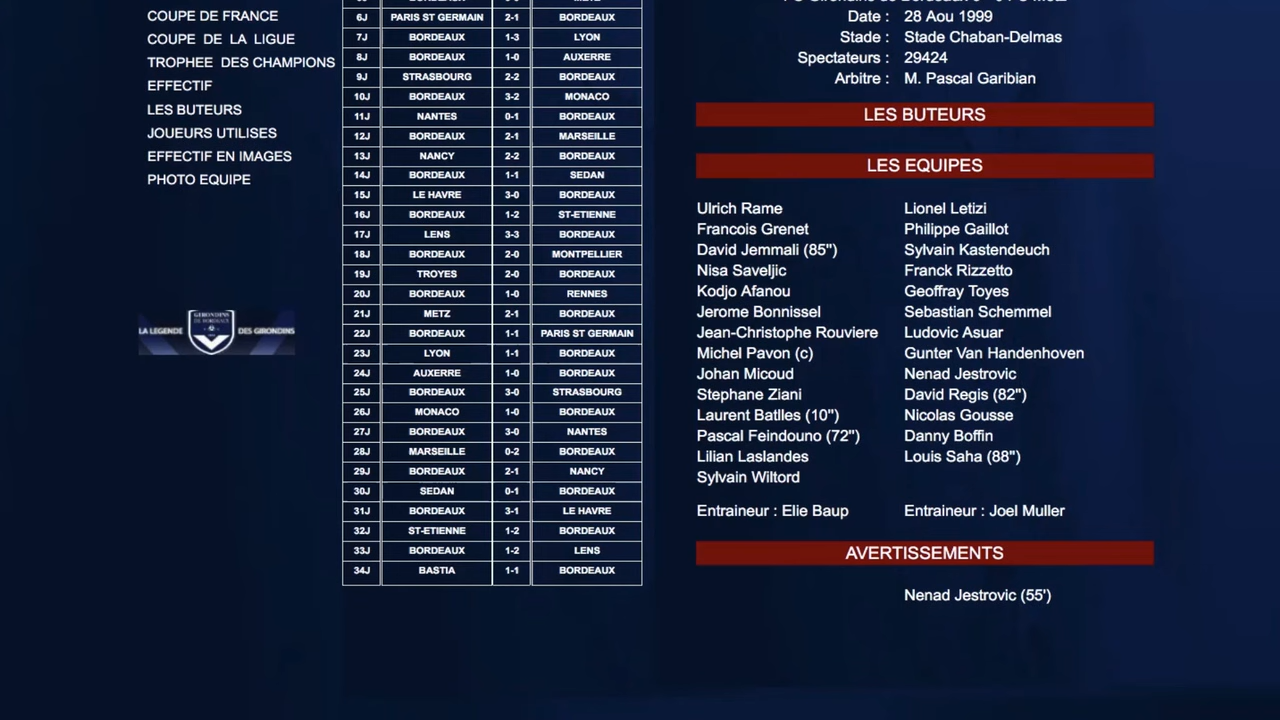 COUPE DE FRANCE
COUPE DE LA LIGUE
TROPHEE DES CHAMPIONS
EFFECTIF
LES BUTEURS
JOUEURS UTILISES
EFFECTIF EN IMAGES
PHOTO EQUIPE
LA LEGENDE GIRONDINS DES GIRONDINS
6J PARIS ST GERMAIN 2-1 BORDEAUX
7J BORDEAUX 1-3 LYON
8J BORDEAUX 1-0 AUXERRE
9J STRASBOURG 2-2 BORDEAUX
10J BORDEAUX 3-2 MONACO
11J NANTES 0-1 BORDEAUX
12J BORDEAUX 2-1 MARSEILLE
13J NANCY 2-2 BORDEAUX
14J BORDEAUX 1-1 SEDAN
15J LE HAVRE 3-0 BORDEAUX
16J BORDEAUX 1-2 ST-ETIENNE
17J LENS 3-3 BORDEAUX
18J BORDEAUX 2-0 MONTPELLIER
19J TROYES 2-0 BORDEAUX
20J BORDEAUX 1-0 RENNES
21J METZ 2-1 BORDEAUX
22J BORDEAUX 1-1 PARIS ST GERMAIN
23J LYON 1-1 BORDEAUX
24J AUXERRE 1-0 BORDEAUX
25J BORDEAUX 3-0 STRASBOURG
26J MONACO 1-0 BORDEAUX
27J BORDEAUX 3-0 NANTES
28J MARSEILLE 0-2 BORDEAUX
29J BORDEAUX 2-1 NANCY
30J SEDAN 0-1 BORDEAUX
31J BORDEAUX 3-1 LE HAVRE
32J ST-ETIENNE 1-2 BORDEAUX
33J BORDEAUX 1-2 LENS
34J BASTIA 1-1 BORDEAUX
Date : 28 Aou 1999
Stade : Stade Chaban-Delmas
Spectateurs : 29424
Arbitre : M. Pascal Garibian
LES BUTEURS
LES EQUIPES
Ulrich Rame Lionel Letizi
Francois Grenet Philippe Gaillot
David Jemmali (85") Sylvain Kastendeuch
Nisa Saveljic Franck Rizzetto
Kodjo Afanou Geoffray Toyes
Jerome Bonnissel Sebastien Schemmel
Jean-Christophe Rouviere Ludovic Asuar
Michel Pavon (c) Gunter Van Handenhoven
Johan Micoud Nenad Jestrovic
Stephane Ziani David Regis (82")
Laurent Batlles (10") Nicolas Gousse
Pascal Feindouno (72") Danny Boffin
Lilian Laslandes Louis Saha (88")
Sylvain Wiltord
Entraineur : Elie Baup Entraineur : Joel Muller
AVERTISSEMENTS
Nenad Jestrovic (55')